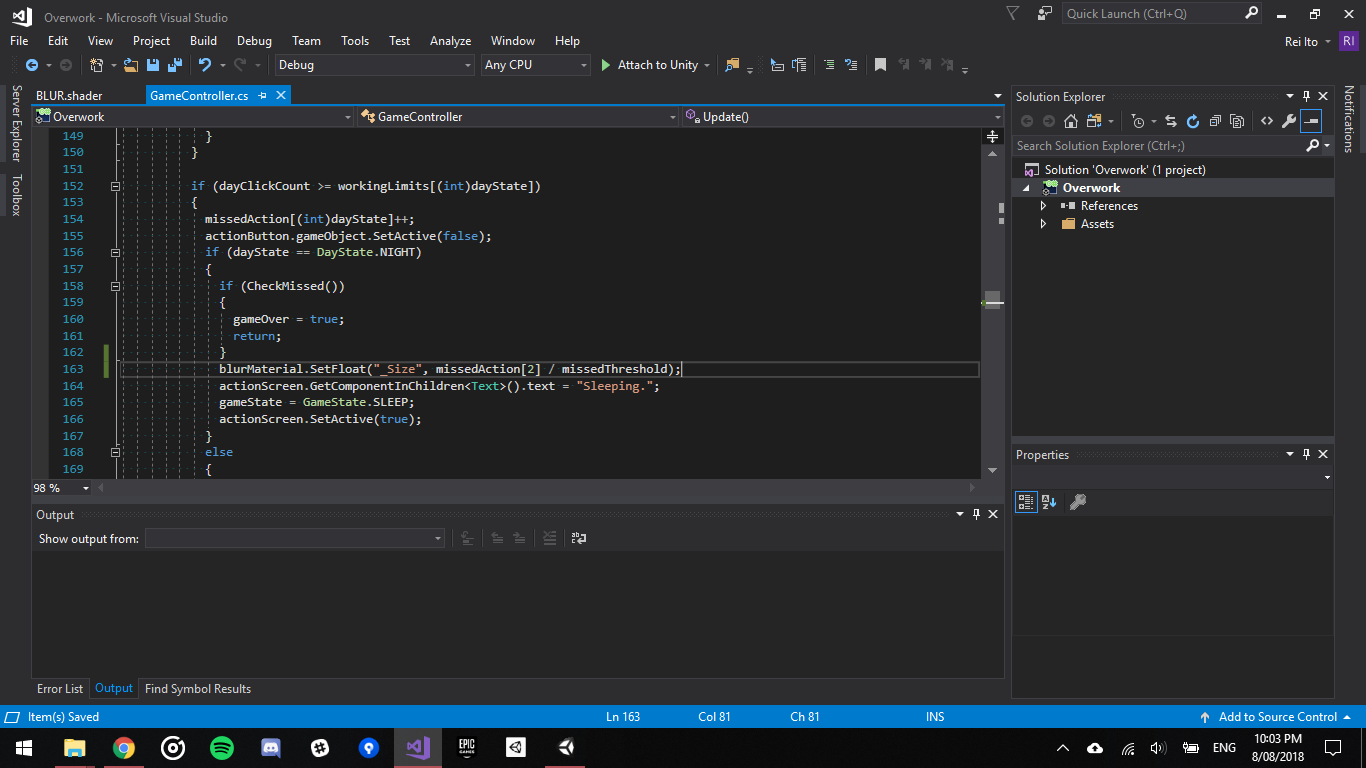 Overwork - Microsoft Visual Studio
Quick Launch (Ctrl+Q)
File Edit View Project Build Debug Team Tools Test Analyze Window Help
Rei Ito RI
Debug Any CPU Attach to Unity
Server Explorer
Toolbox
BLUR.shader GameController.cs
Overwork GameController Update()
149 }
150 }
151
152 if (dayClickCount >= workingLimits[(int)dayState])
153 {
154 missedAction[(int)dayState]++;
155 actionButton.gameObject.SetActive(false);
156 if (dayState == DayState.NIGHT)
157 {
158 if (CheckMissed())
159 {
160 gameOver = true;
161 return;
162 }
163 blurMaterial.SetFloat("_Size", missedAction[2] / missedThreshold);
164 actionScreen.GetComponentInChildren<Text>().text = "Sleeping.";
165 gameState = GameState.SLEEP;
166 actionScreen.SetActive(true);
167 }
168 else
169 {
98 %
Output
Show output from:
Error List Output Find Symbol Results
Solution Explorer
Search Solution Explorer (Ctrl+;)
Solution 'Overwork' (1 project)
Overwork
References
Assets
Properties
Notifications
Item(s) Saved Ln 163 Col 81 Ch 81 INS Add to Source Control
EPIC
GAMES
ENG
10:03 PM
8/08/2018